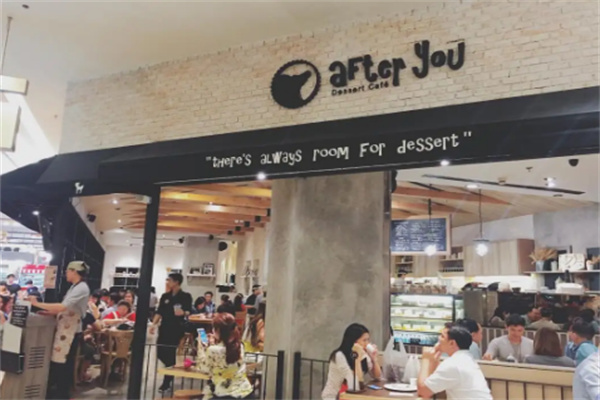 after you
Dessert Café
"there's always room for dessert"